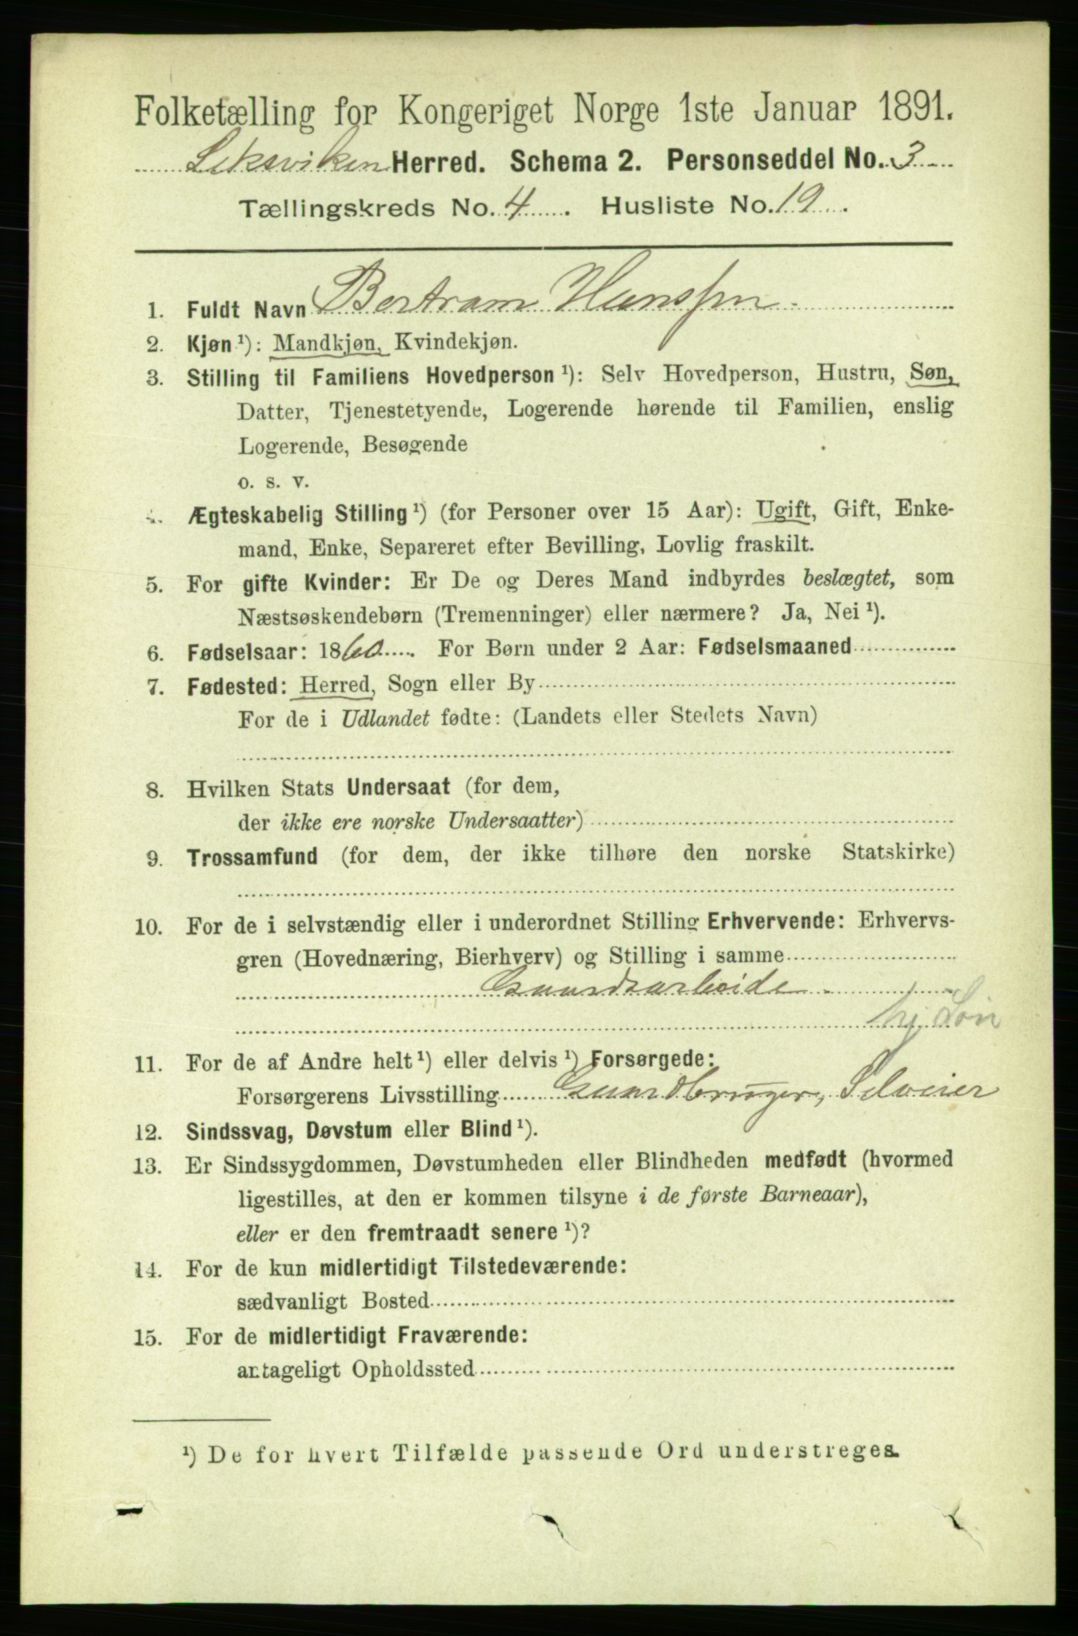 Folketælling for Kongeriget Norge 1ste Januar 1891.
Leksviken Herred. Schema 2. Personseddel No. 3
Tællingskreds No. 4. Husliste No. 19.
1. Fuldt Navn Bertram Hanssen.
2. Kjøn ¹): Mandkjøn, Kvindekjøn.
3. Stilling til Familiens Hovedperson ¹): Selv Hovedperson, Hustru, Søn,
Datter, Tjenestetyende, Logerende hørende til Familien, enslig
Logerende, Besøgende
o. s. v.
4. Ægteskabelig Stilling ¹) (for Personer over 15 Aar): Ugift, Gift, Enke-
mand, Enke, Separeret efter Bevilling, Lovlig fraskilt.
5. For gifte Kvinder: Er De og Deres Mand indbyrdes beslægtet, som
Næstsøskendebørn (Tremenninger) eller nærmere? Ja, Nei ¹).
6. Fødselsaar: 1860. For Børn under 2 Aar: Fødselsmaaned
7. Fødested: Herred, Sogn eller By
For de i Udlandet fødte: (Landets eller Stedets Navn)
8. Hvilken Stats Undersaat (for dem,
der ikke ere norske Undersaatter)
9. Trossamfund (for dem, der ikke tilhøre den norske Statskirke)
10. For de i selvstændig eller i underordnet Stilling Erhvervende: Erhvervs-
gren (Hovednæring, Bierhverv) og Stilling i samme
Gaardsarbeide.
hj Søn
11. For de af Andre helt ¹) eller delvis ¹) Forsørgede:
Forsørgerens Livsstilling Gaardbruger, Selveier
12. Sindssvag, Døvstum eller Blind ¹).
13. Er Sindssygdommen, Døvstumheden eller Blindheden medfødt (hvormed
ligestilles, at den er kommen tilsyne i de første Barneaar),
eller er den fremtraadt senere ¹)?
14. For de kun midlertidigt Tilstedeværende:
sædvanligt Bosted
15. For de midlertidigt Fraværende:
antageligt Opholdssted
¹) De for hvert Tilfælde passende Ord understreges.